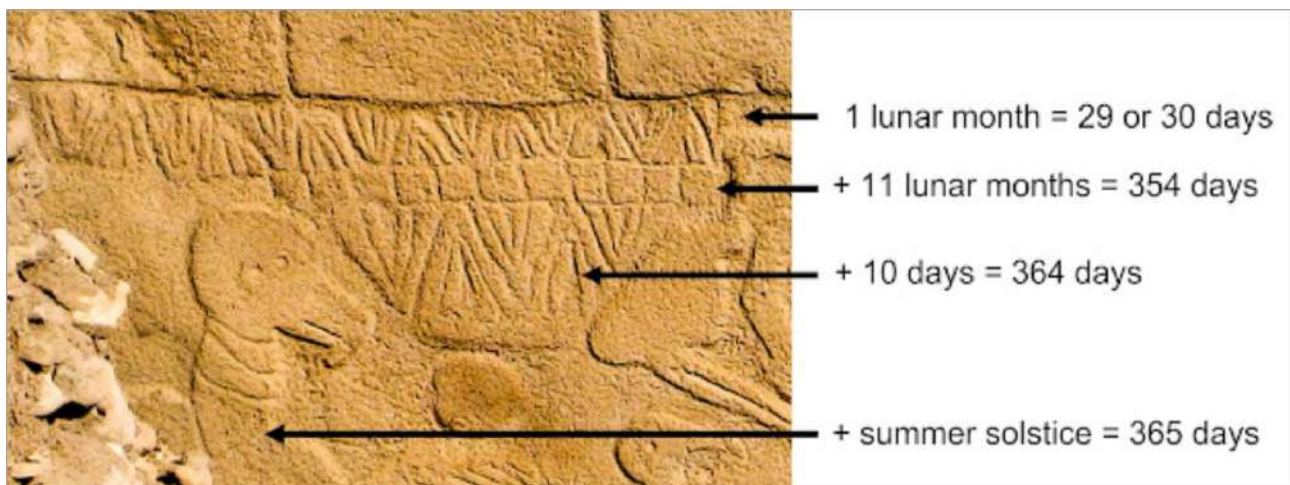 1 lunar month = 29 or 30 days
+ 11 lunar months = 354 days
+ 10 days = 364 days
+ summer solstice = 365 days